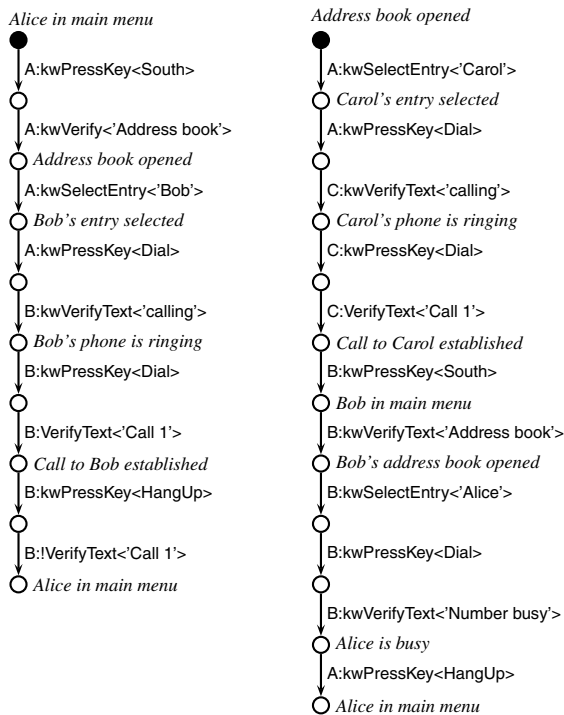 Alice in main menu
A:kwPressKey<South>
A:kwVerify<'Address book'>
Address book opened
A:kwSelectEntry<'Bob'>
Bob's entry selected
A:kwPressKey<Dial>
B:kwVerifyText<'calling'>
Bob's phone is ringing
B:kwPressKey<Dial>
B:VerifyText<'Call 1'>
Call to Bob established
B:kwPressKey<HangUp>
B:!VerifyText<'Call 1'>
Alice in main menu
Address book opened
A:kwSelectEntry<'Carol'>
Carol's entry selected
A:kwPressKey<Dial>
C:kwVerifyText<'calling'>
Carol's phone is ringing
C:kwPressKey<Dial>
C:VerifyText<'Call 1'>
Call to Carol established
B:kwPressKey<South>
Bob in main menu
B:kwVerifyText<'Address book'>
Bob's address book opened
B:kwSelectEntry<'Alice'>
B:kwPressKey<Dial>
B:kwVerifyText<'Number busy'>
Alice is busy
A:kwPressKey<HangUp>
Alice in main menu